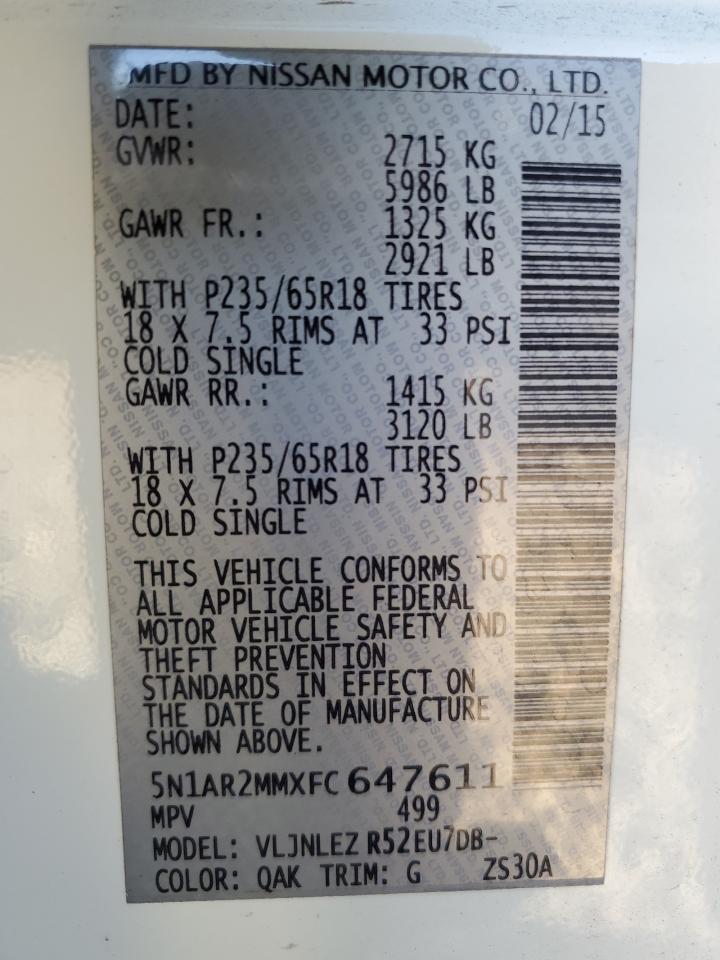 MFD BY NISSAN MOTOR CO., LTD.
DATE: 02/15
GVWR: 2715 KG
5986 LB
GAWR FR.: 1325 KG
2921 LB
WITH P235/65R18 TIRES
18 X 7.5 RIMS AT 33 PSI
COLD SINGLE
GAWR RR.: 1415 KG
3120 LB
WITH P235/65R18 TIRES
18 X 7.5 RIMS AT 33 PSI
COLD SINGLE
THIS VEHICLE CONFORMS TO
ALL APPLICABLE FEDERAL
MOTOR VEHICLE SAFETY AND
THEFT PREVENTION
STANDARDS IN EFFECT ON
THE DATE OF MANUFACTURE
SHOWN ABOVE.
5N1AR2MMXFC 647611
MPV 499
MODEL: VLJNLEZ R52EU7DB-
COLOR: QAK TRIM: G ZS30A